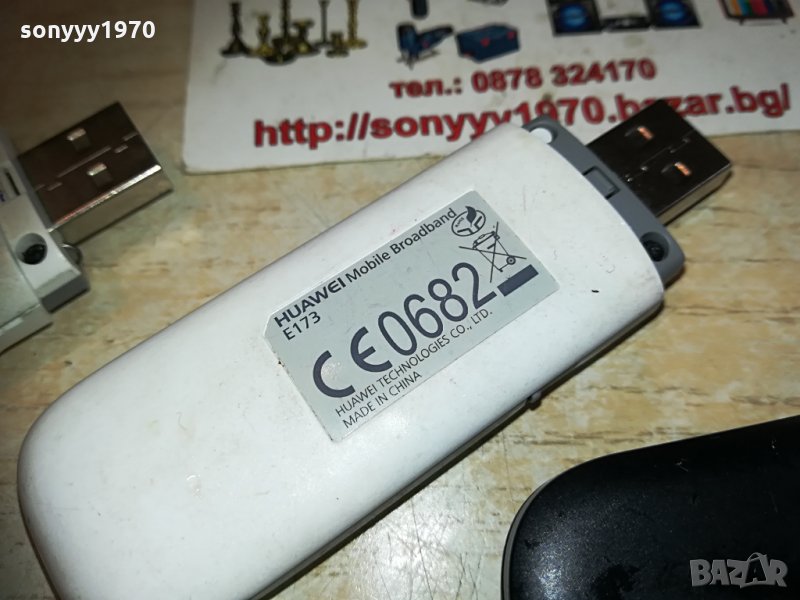 sonyyy1970
тел.: 0878 324170
http://sonyyy1970.bazar.bg/
HUAWEI Mobile Broadband
E173
CE0682
HUAWEI TECHNOLOGIES CO., LTD.
MADE IN CHINA
BAZAR